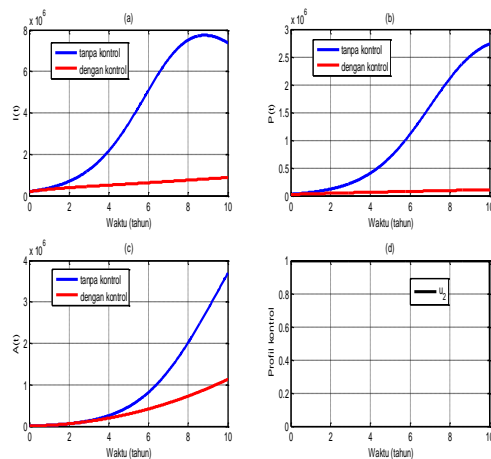 (a)
x 10^6
8
6
4
2
0
I(t)
tanpa kontrol
dengan kontrol
0 2 4 6 8 10
Waktu (tahun)
(b)
x 10^6
3
2.5
2
1.5
1
0.5
0
P(t)
tanpa kontrol
dengan kontrol
0 2 4 6 8 10
Waktu (tahun)
(c)
x 10^6
4
3
2
1
0
A(t)
tanpa kontrol
dengan kontrol
0 2 4 6 8 10
Waktu (tahun)
(d)
1
0.8
0.6
0.4
0.2
0
Profil kontrol
u_2
0 2 4 6 8 10
Waktu (tahun)